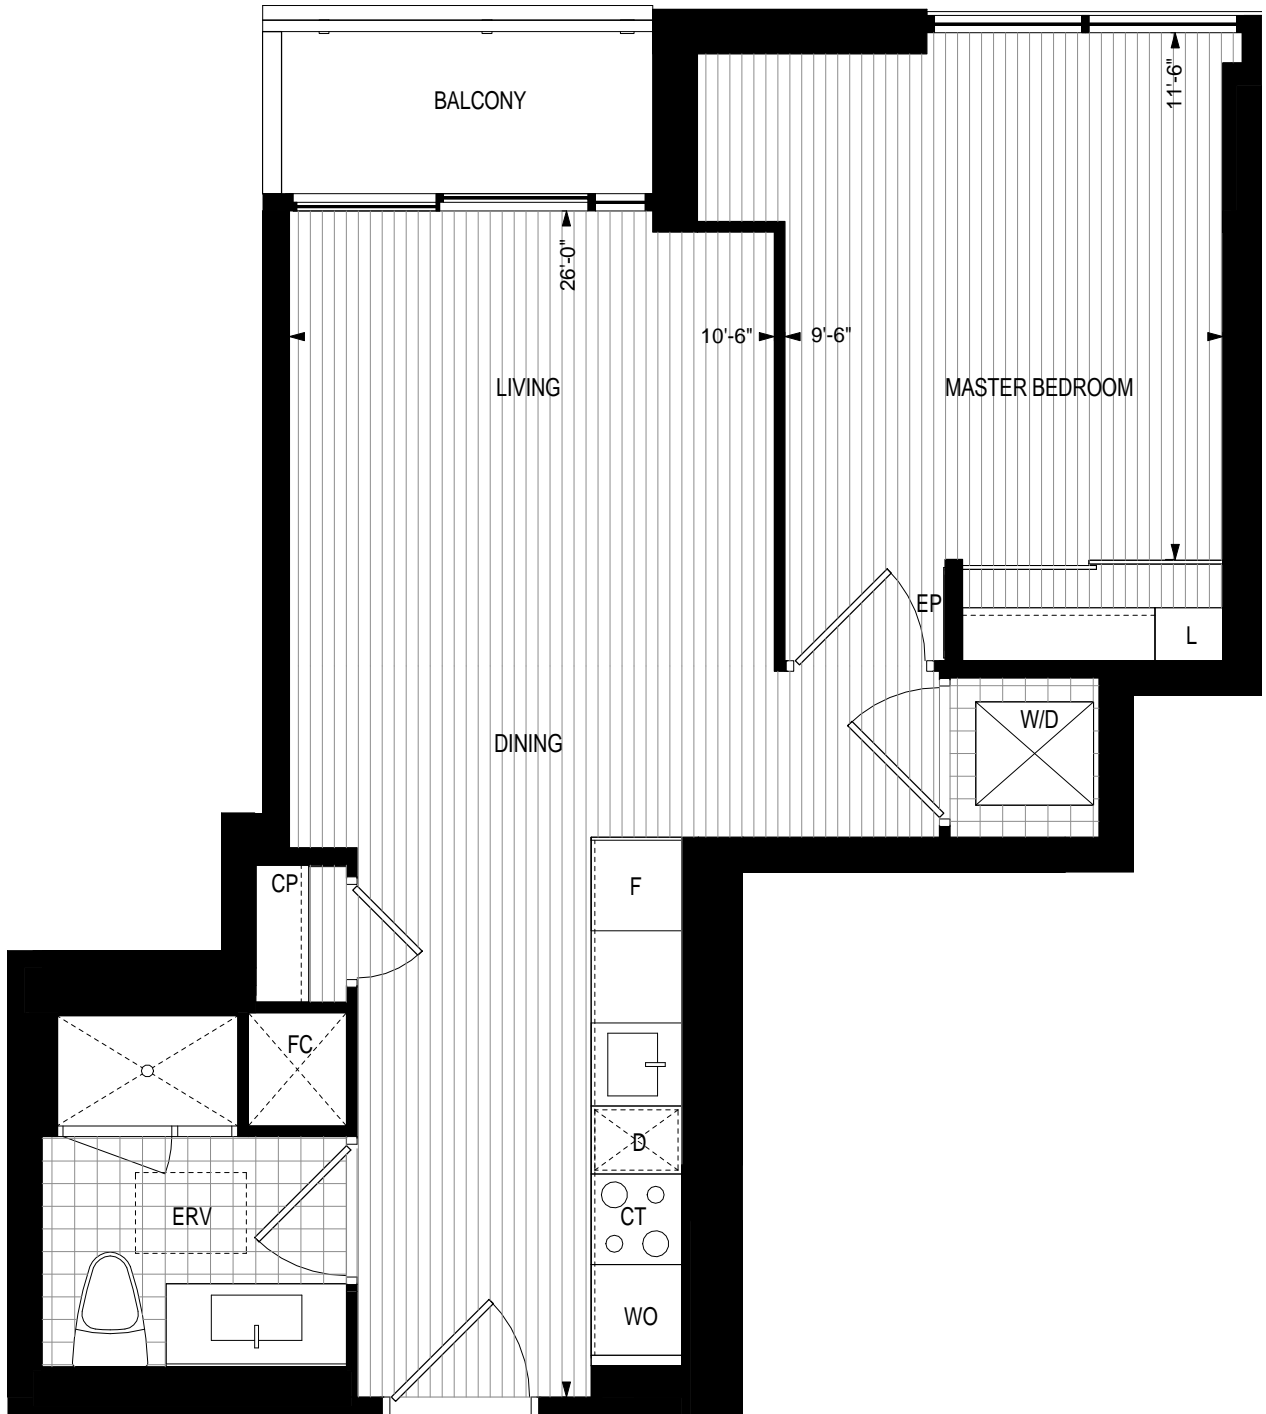 BALCONY
11'-6"
26'-0"
10'-6"
9'-6"
LIVING
MASTER BEDROOM
EP
L
W/D
DINING
CP
F
FC
D
ERV
CT
WO